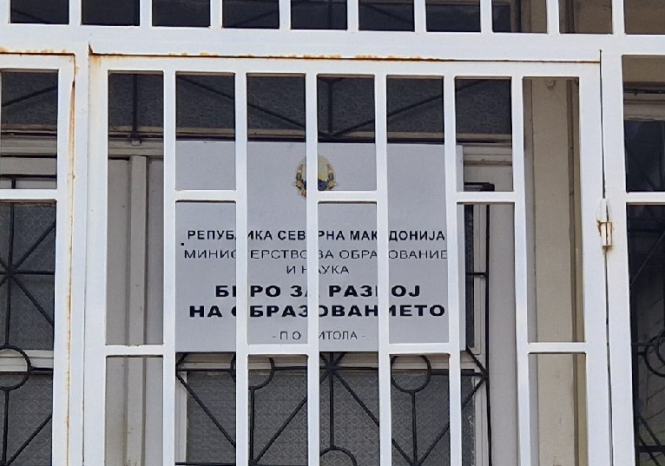 РЕПУБЛИКА СЕВЕРНА МАКЕДОНИЈА
МИНИСТЕРСТВО ЗА ОБРАЗОВАНИЕ
И НАУКА
БИРО ЗА РАЗВОЈ
НА ОБРАЗОВАНИЕТО
- П.О. БИТОЛА -